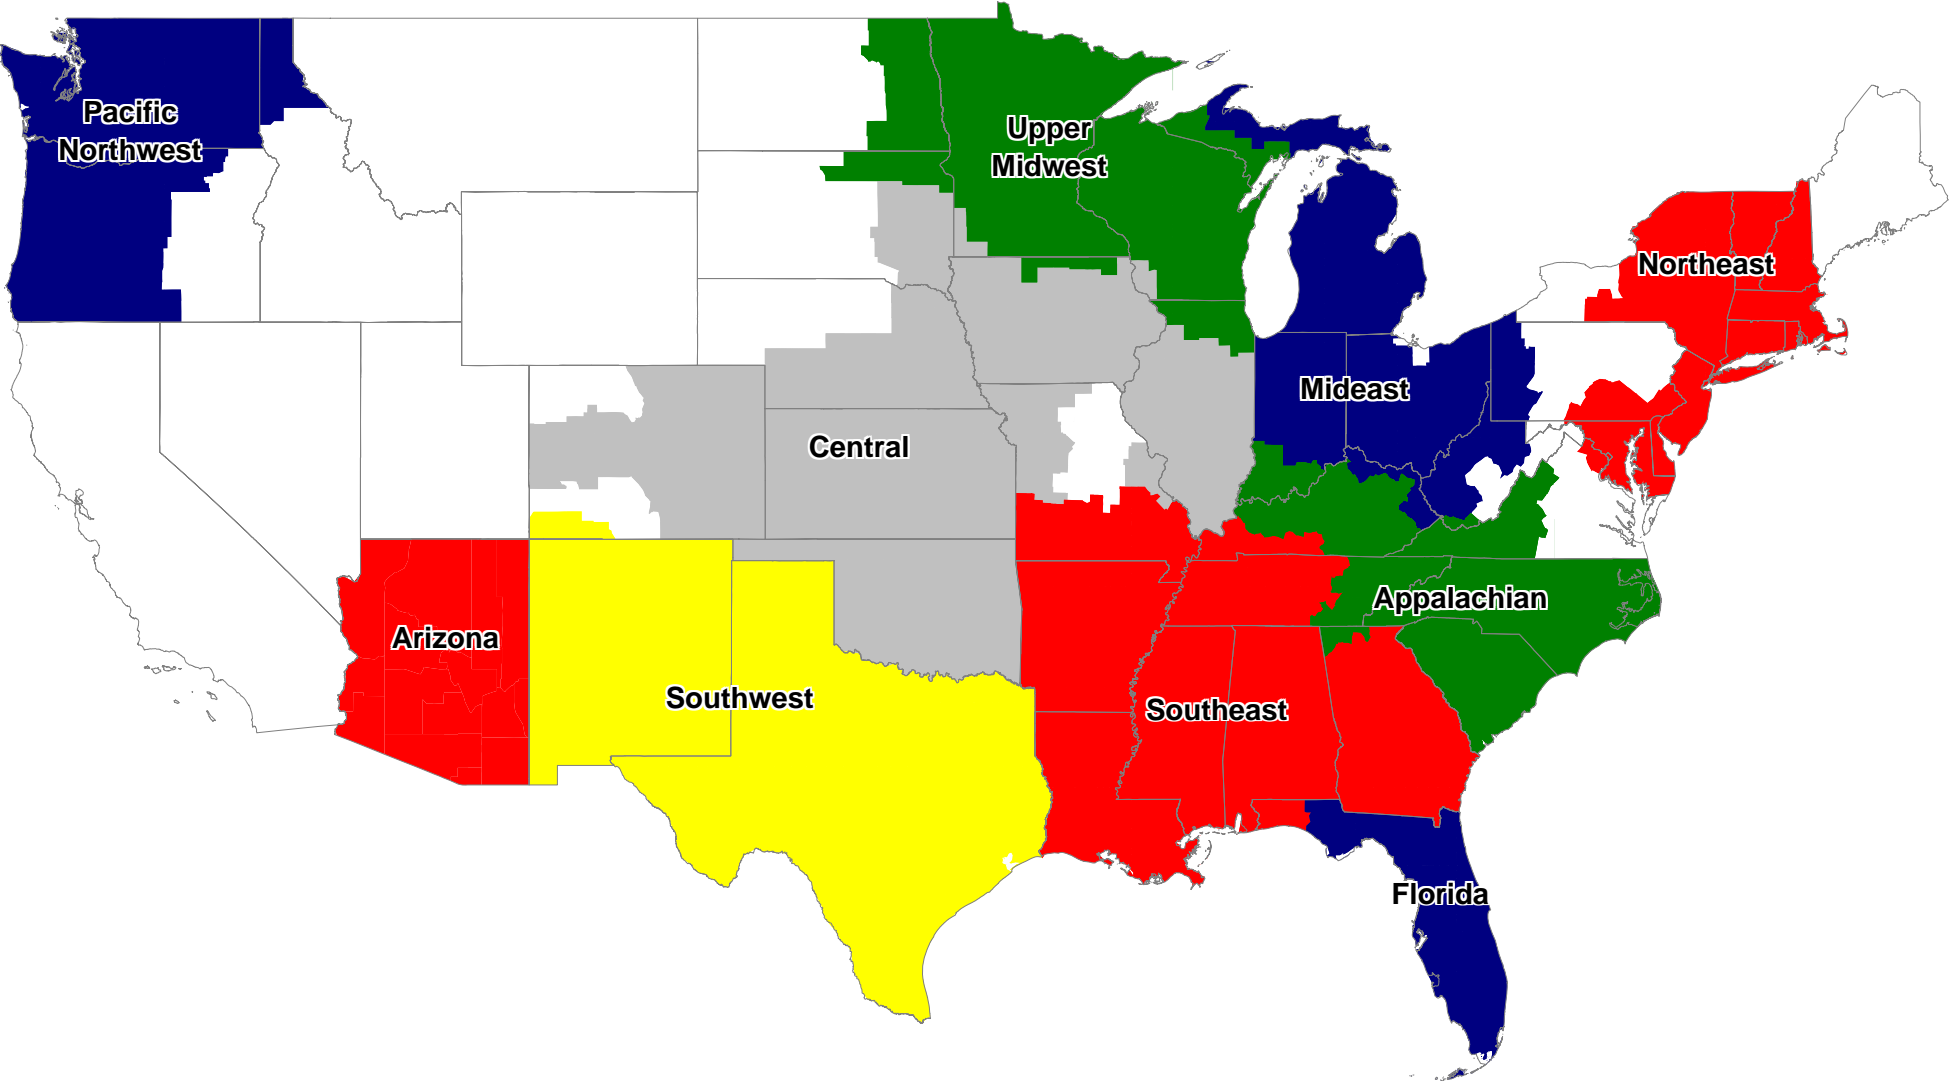 Pacific
Northwest
Upper
Midwest
Northeast
Mideast
Central
Appalachian
Arizona
Southwest
Southeast
Florida